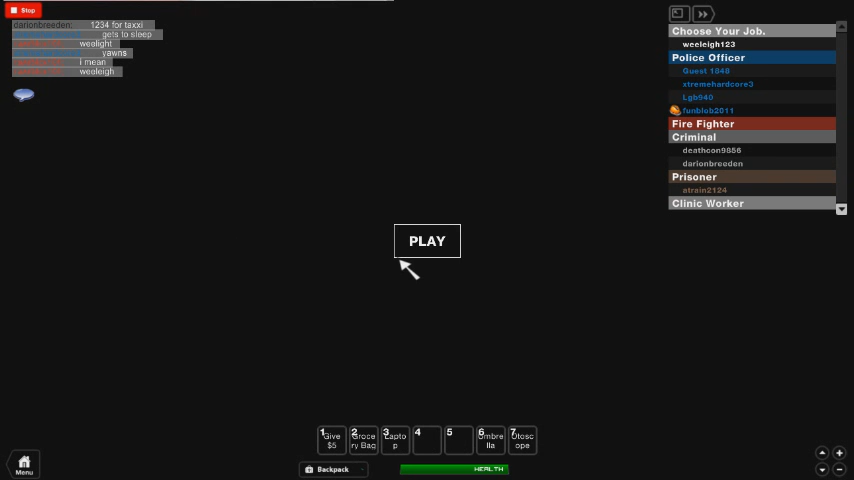 Stop
darionbreeden: 1234 for taxxi
gets to sleep
weelight
yawns
i mean
weeleigh
Choose Your Job.
weeleigh123
Police Officer
Guest 1848
xtremehardcore3
Lgb940
funblob2011
Fire Fighter
Criminal
deathcon9856
darionbreeden
Prisoner
atrain2124
Clinic Worker
PLAY
1 Give $5
2 Grocery Bag
3 Laptop
4
5
6 Umbrella
7 Otoscope
Menu
Backpack
HEALTH